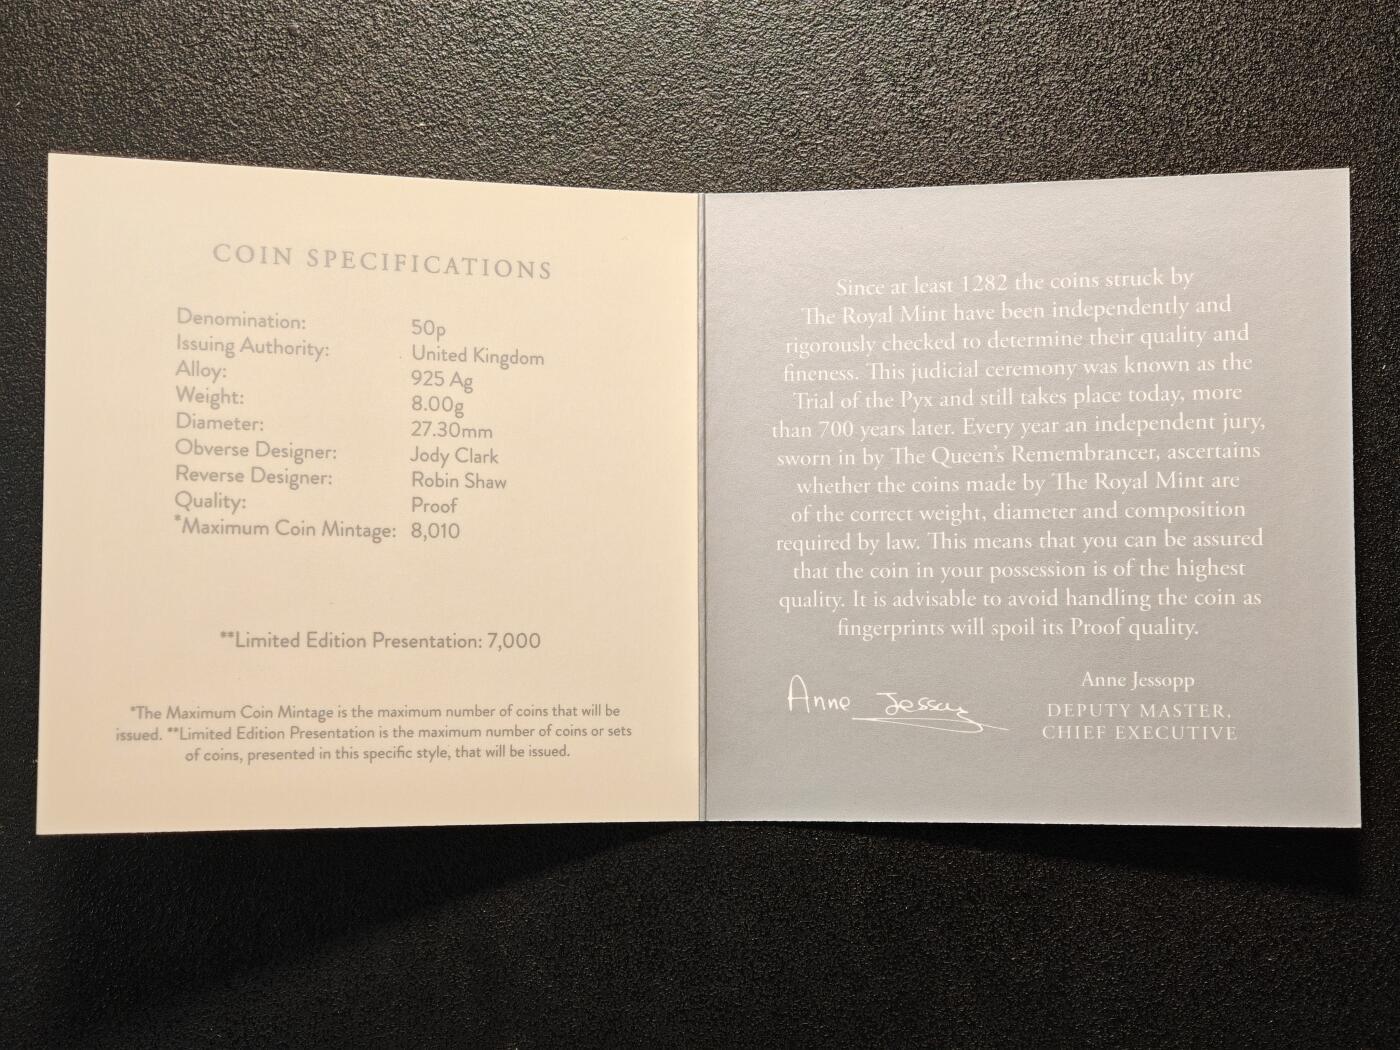 COIN SPECIFICATIONS
Denomination: 50p
Issuing Authority: United Kingdom
Alloy: 925 Ag
Weight: 8.00g
Diameter: 27.30mm
Obverse Designer: Jody Clark
Reverse Designer: Robin Shaw
Quality: Proof
*Maximum Coin Mintage: 8,010
**Limited Edition Presentation: 7,000
*The Maximum Coin Mintage is the maximum number of coins that will be
issued. **Limited Edition Presentation is the maximum number of coins or sets
of coins, presented in this specific style, that will be issued.
Since at least 1282 the coins struck by
The Royal Mint have been independently and
rigorously checked to determine their quality and
fineness. This judicial ceremony was known as the
Trial of the Pyx and still takes place today, more
than 700 years later. Every year an independent jury,
sworn in by The Queen's Remembrancer, ascertains
whether the coins made by The Royal Mint are
of the correct weight, diameter and composition
required by law. This means that you can be assured
that the coin in your possession is of the highest
quality. It is advisable to avoid handling the coin as
fingerprints will spoil its Proof quality.
Anne Jessopp
Anne Jessopp
DEPUTY MASTER,
CHIEF EXECUTIVE